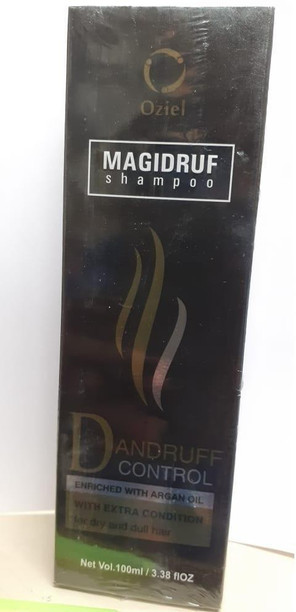 Oziel
MAGIDRUF
shampoo
DANDRUFF
CONTROL
ENRICHED WITH ARGAN OIL
WITH EXTRA CONDITION
for dry and dull hair
Net Vol.100ml / 3.38 flOZ